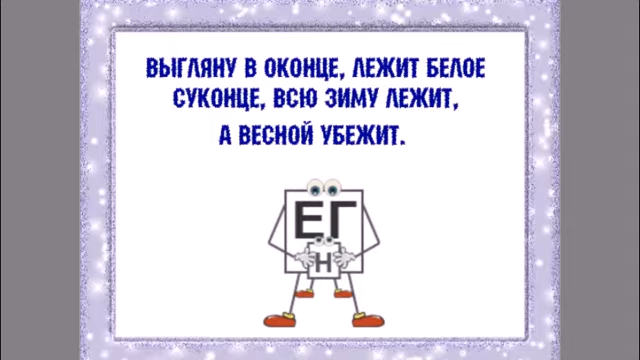 ВЫГЛЯНУ В ОКОНЦЕ, ЛЕЖИТ БЕЛОЕ
СУКОНЦЕ, ВСЮ ЗИМУ ЛЕЖИТ,
А ВЕСНОЙ УБЕЖИТ.
ЕГ
Н